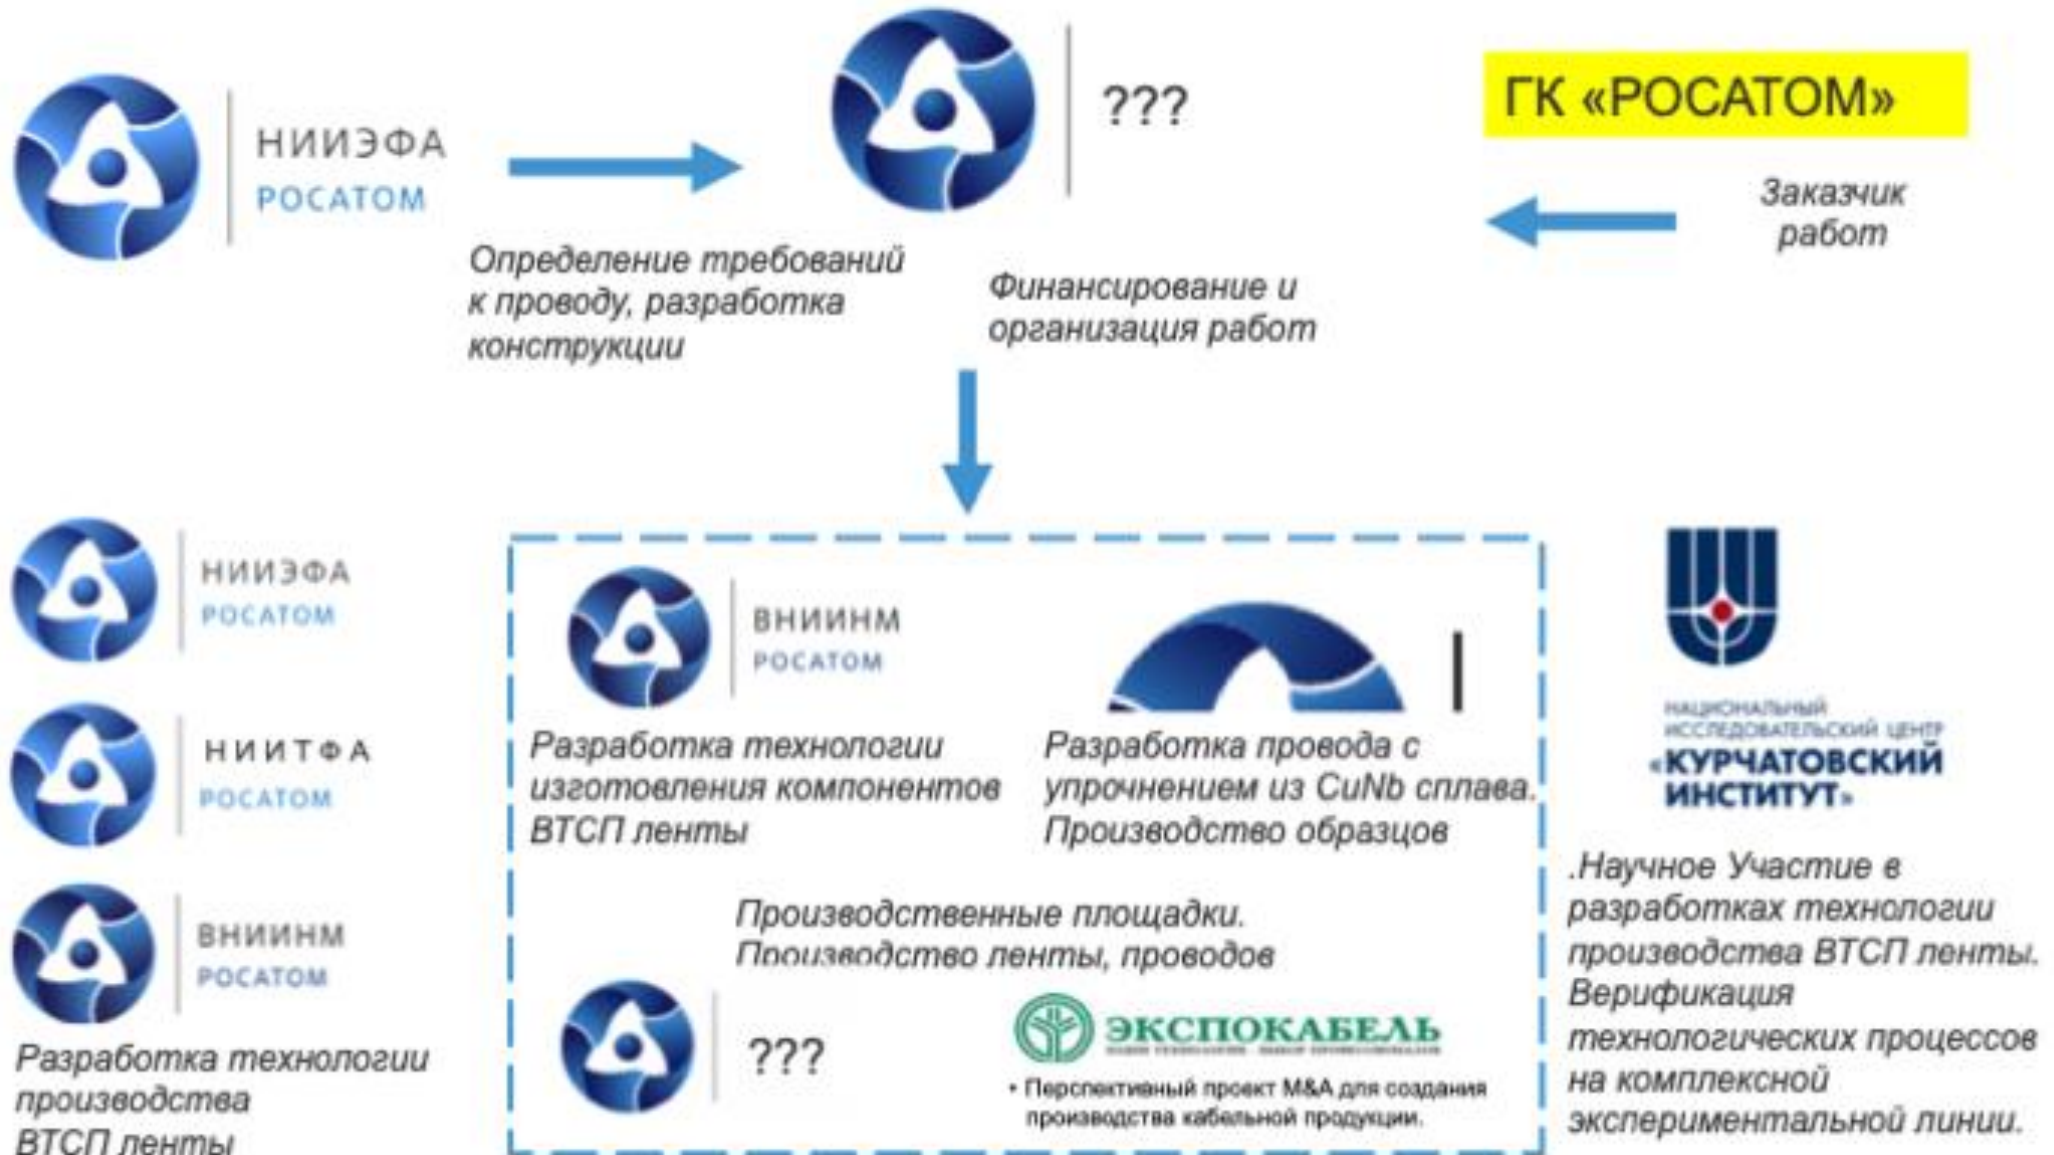 НИИЭФА
РОСАТОМ
???
ГК «РОСАТОМ»
Заказчик
работ
Определение требований
к проводу, разработка
конструкции
Финансирование и
организация работ
НИИЭФА
РОСАТОМ
НИИТФА
РОСАТОМ
ВНИИНМ
РОСАТОМ
Разработка технологии
производства
ВТСП ленты
ВНИИНМ
РОСАТОМ
Разработка технологии
изготовления компонентов
ВТСП ленты
Разработка провода с
упрочнением из CuNb сплава.
Производство образцов
Производственные площадки.
Производство ленты, проводов
???
ЭКСПОКАБЕЛЬ
• Перспективный проект M&A для создания
производства кабельной продукции.
НАЦИОНАЛЬНЫЙ
ИССЛЕДОВАТЕЛЬСКИЙ ЦЕНТР
«КУРЧАТОВСКИЙ
ИНСТИТУТ»
.Научное Участие в
разработках технологии
производства ВТСП ленты.
Верификация
технологических процессов
на комплексной
экспериментальной линии.